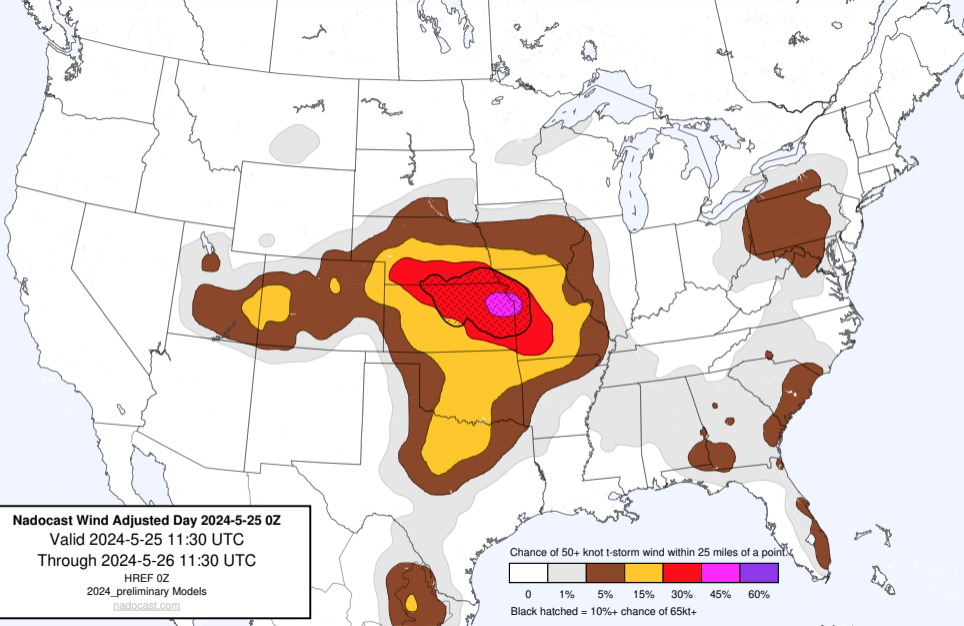 Nadocast Wind Adjusted Day 2024-5-25 0Z
Valid 2024-5-25 11:30 UTC
Through 2024-5-26 11:30 UTC
HREF 0Z
2024_preliminary Models
nadocast.com
Chance of 50+ knot t-storm wind within 25 miles of a point.
0 1% 5% 15% 30% 45% 60%
Black hatched = 10%+ chance of 65kt+